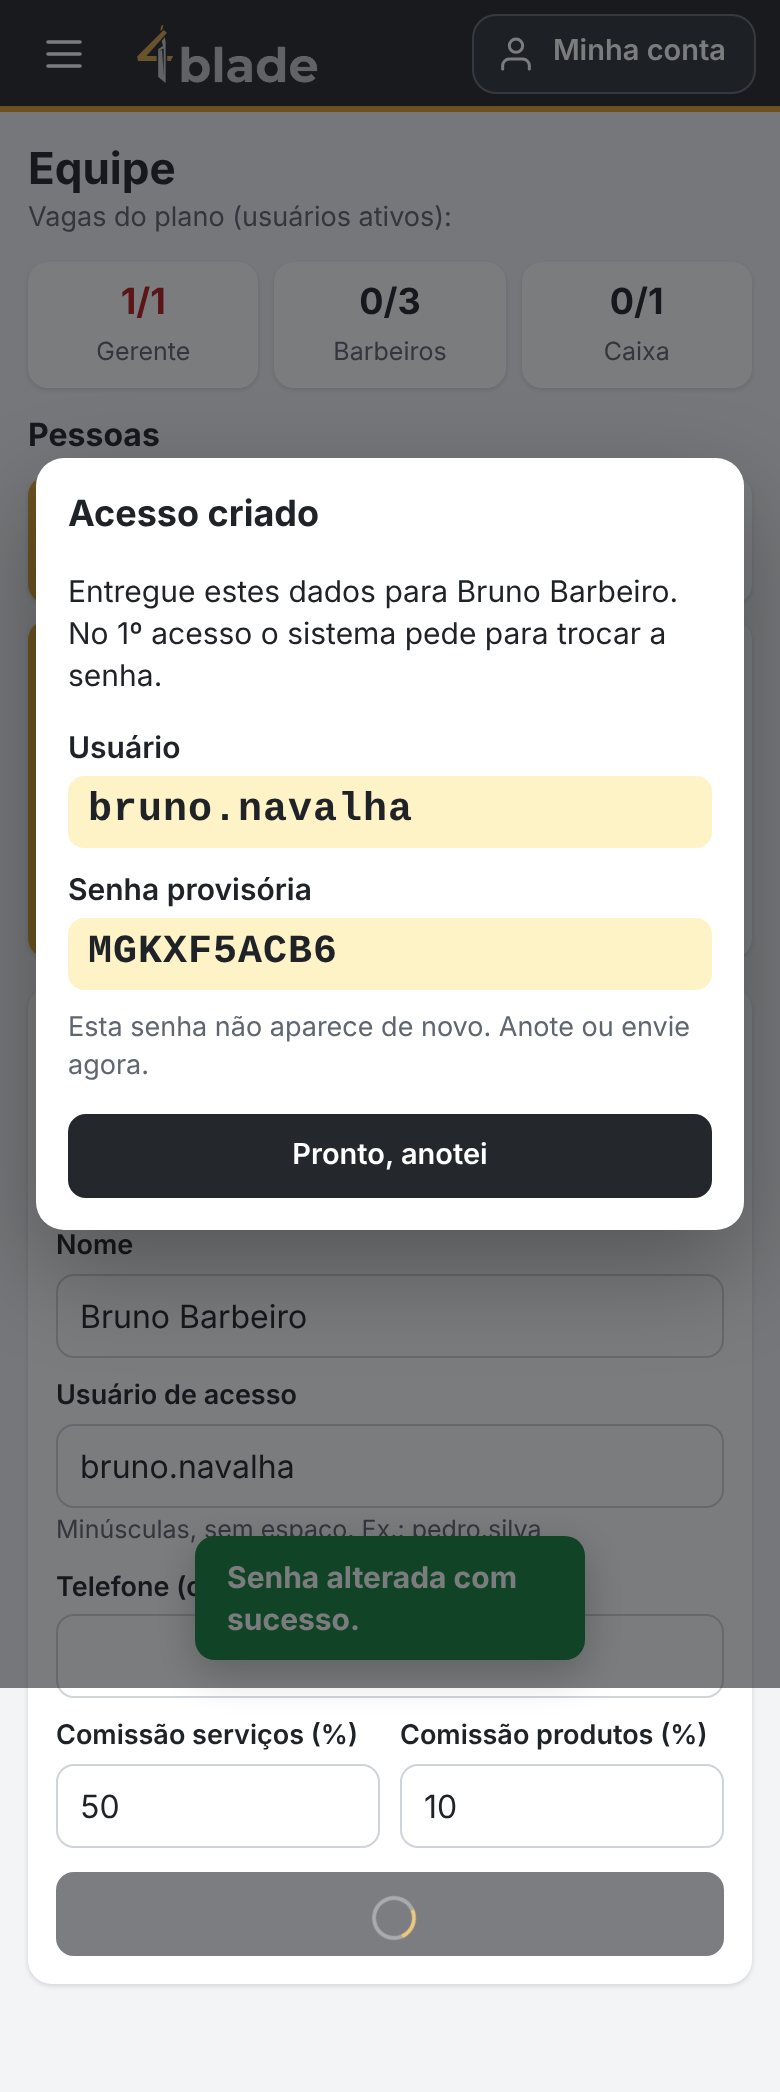 4blade
Minha conta
Equipe
Vagas do plano (usuários ativos):
1/1
Gerente
0/3
Barbeiros
0/1
Caixa
Pessoas
Acesso criado
Entregue estes dados para Bruno Barbeiro.
No 1º acesso o sistema pede para trocar a
senha.
Usuário
bruno.navalha
Senha provisória
MGKXF5ACB6
Esta senha não aparece de novo. Anote ou envie
agora.
Pronto, anotei
Nome
Bruno Barbeiro
Usuário de acesso
bruno.navalha
Minúsculas, sem espaço. Ex.: pedro.silva
Telefone
Senha alterada com
sucesso.
Comissão serviços (%)
Comissão produtos (%)
50
10